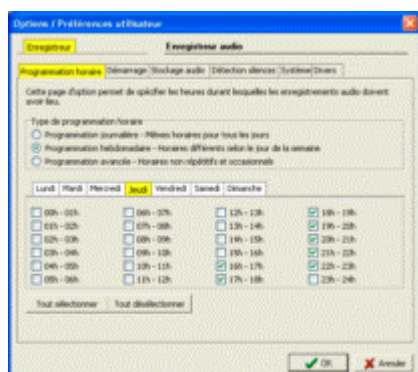 Options / Préférences utilisateur
Enregistreur
Enregistreur audio
Programmation horaire Démarrage Stockage audio Détection silences Système Divers
Cette page d'option permet de spécifier les heures durant lesquelles les enregistrements audio doivent
avoir lieu.
Type de programmation horaire
Programmation journalière - Mêmes horaires pour tous les jours
Programmation hebdomadaire - Horaires différents selon le jour de la semaine
Programmation avancée - Horaires non répétitifs et occasionnels
Lundi Mardi Mercredi Jeudi Vendredi Samedi Dimanche
00h - 01h 06h - 07h 12h - 13h 18h - 19h
01h - 02h 07h - 08h 13h - 14h 19h - 20h
02h - 03h 08h - 09h 14h - 15h 20h - 21h
03h - 04h 09h - 10h 15h - 16h 21h - 22h
04h - 05h 10h - 11h 16h - 17h 22h - 23h
05h - 06h 11h - 12h 17h - 18h 23h - 24h
Tout sélectionner Tout désélectionner
OK Annuler